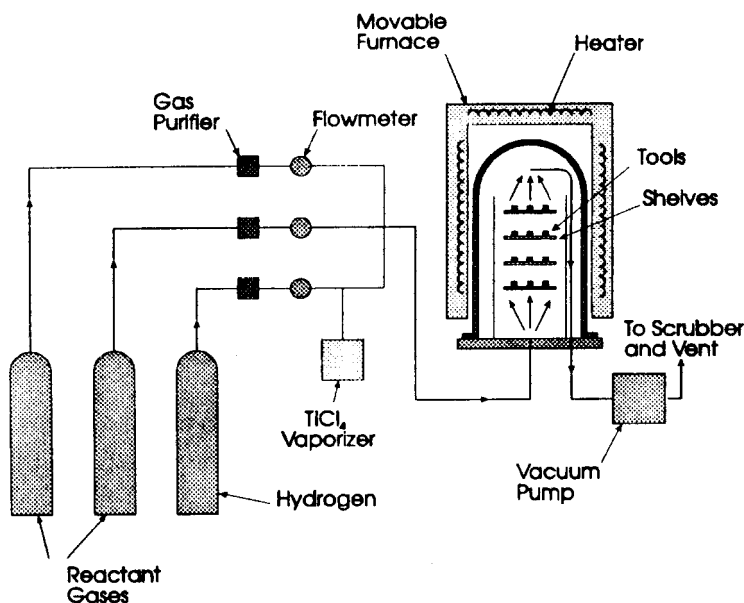 Movable
Furnace
Heater
Gas
Purifier
Flowmeter
Tools
Shelves
To Scrubber
and Vent
TiCl₄
Vaporizer
Vacuum
Pump
Hydrogen
Reactant
Gases